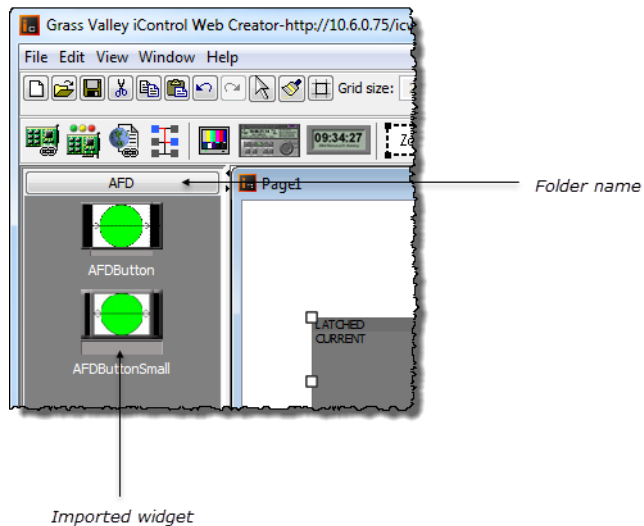 Grass Valley iControl Web Creator-http://10.6.0.75/icv
File Edit View Window Help
Grid size:
09:34:27
AFD
Folder name
Page1
AFDButton
LATCHED
CURRENT
AFDButtonSmall
Imported widget